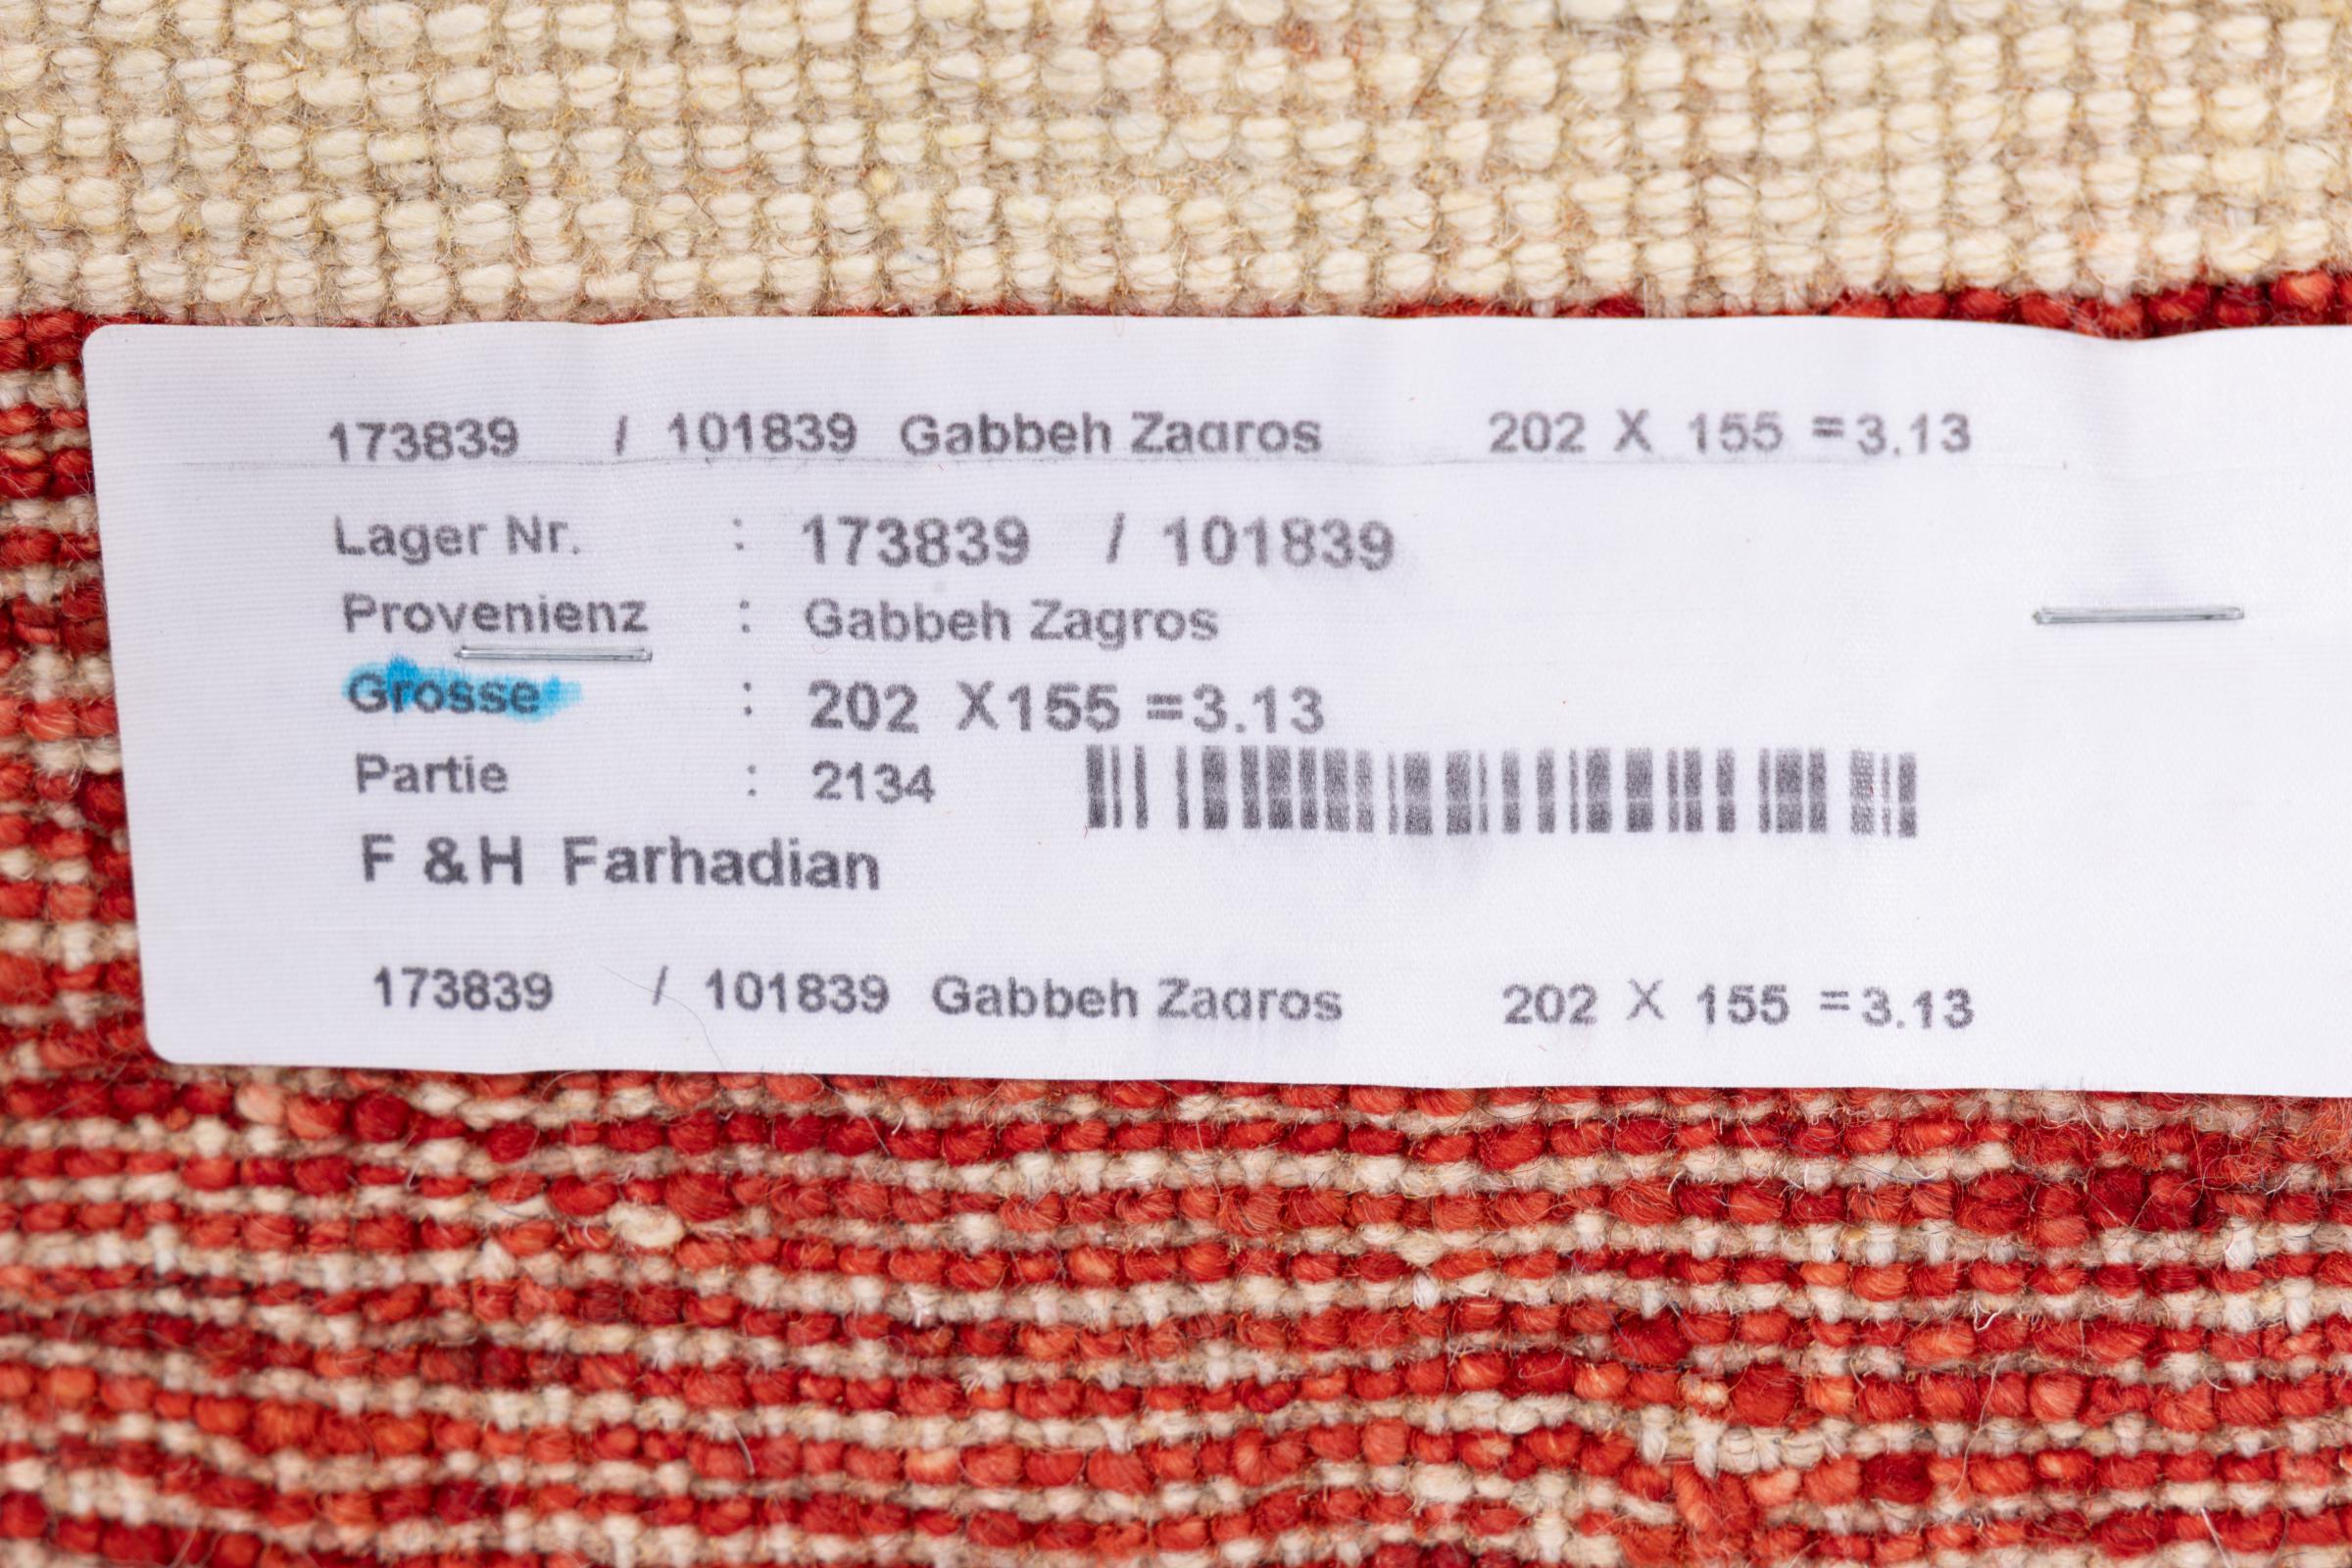 173839 / 101839 Gabbeh Zagros 202 X 155 =3.13
Lager Nr. : 173839 / 101839
Provenienz : Gabbeh Zagros
Grosse : 202 X155 =3.13
Partie : 2134
F &H Farhadian
173839 / 101839 Gabbeh Zagros 202 X 155 =3.13